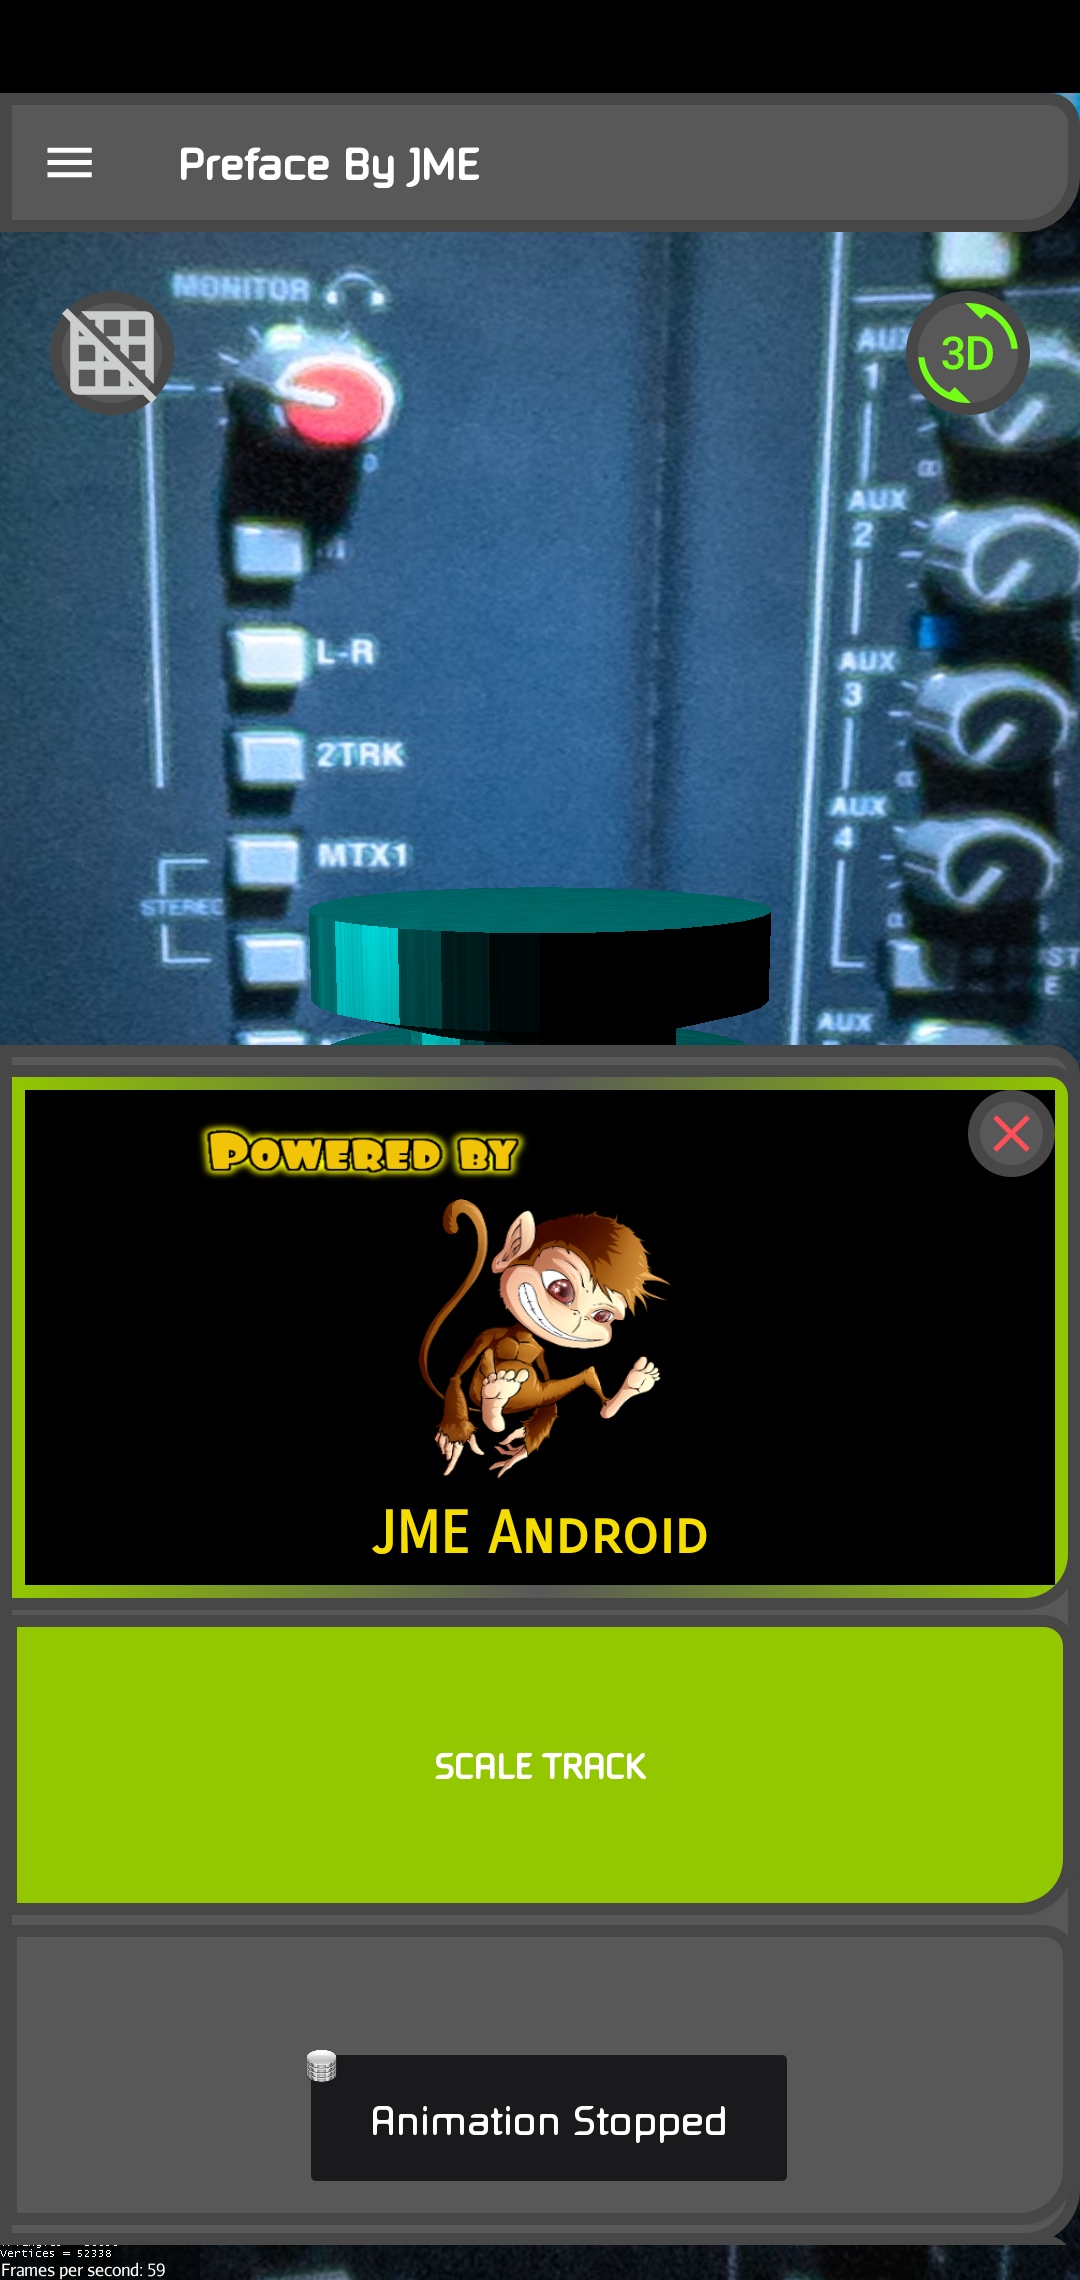 Preface By JME
MONITOR
3D
AUX
1
AUX
2
L-R
AUX
3
2TRK
AUX
4
MTX1
STEREO
AUX
POWERED BY
JME ANDROID
SCALE TRACK
Animation Stopped
Vertices = 52338
Frames per second: 59